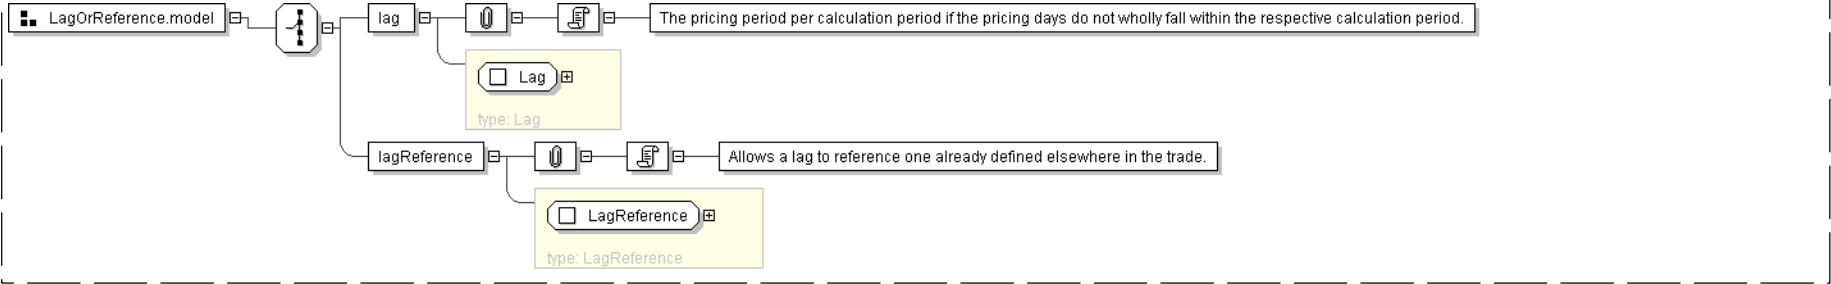 LagOrReference.model
lag
The pricing period per calculation period if the pricing days do not wholly fall within the respective calculation period.
Lag
type: Lag
lagReference
Allows a lag to reference one already defined elsewhere in the trade.
LagReference
type: LagReference